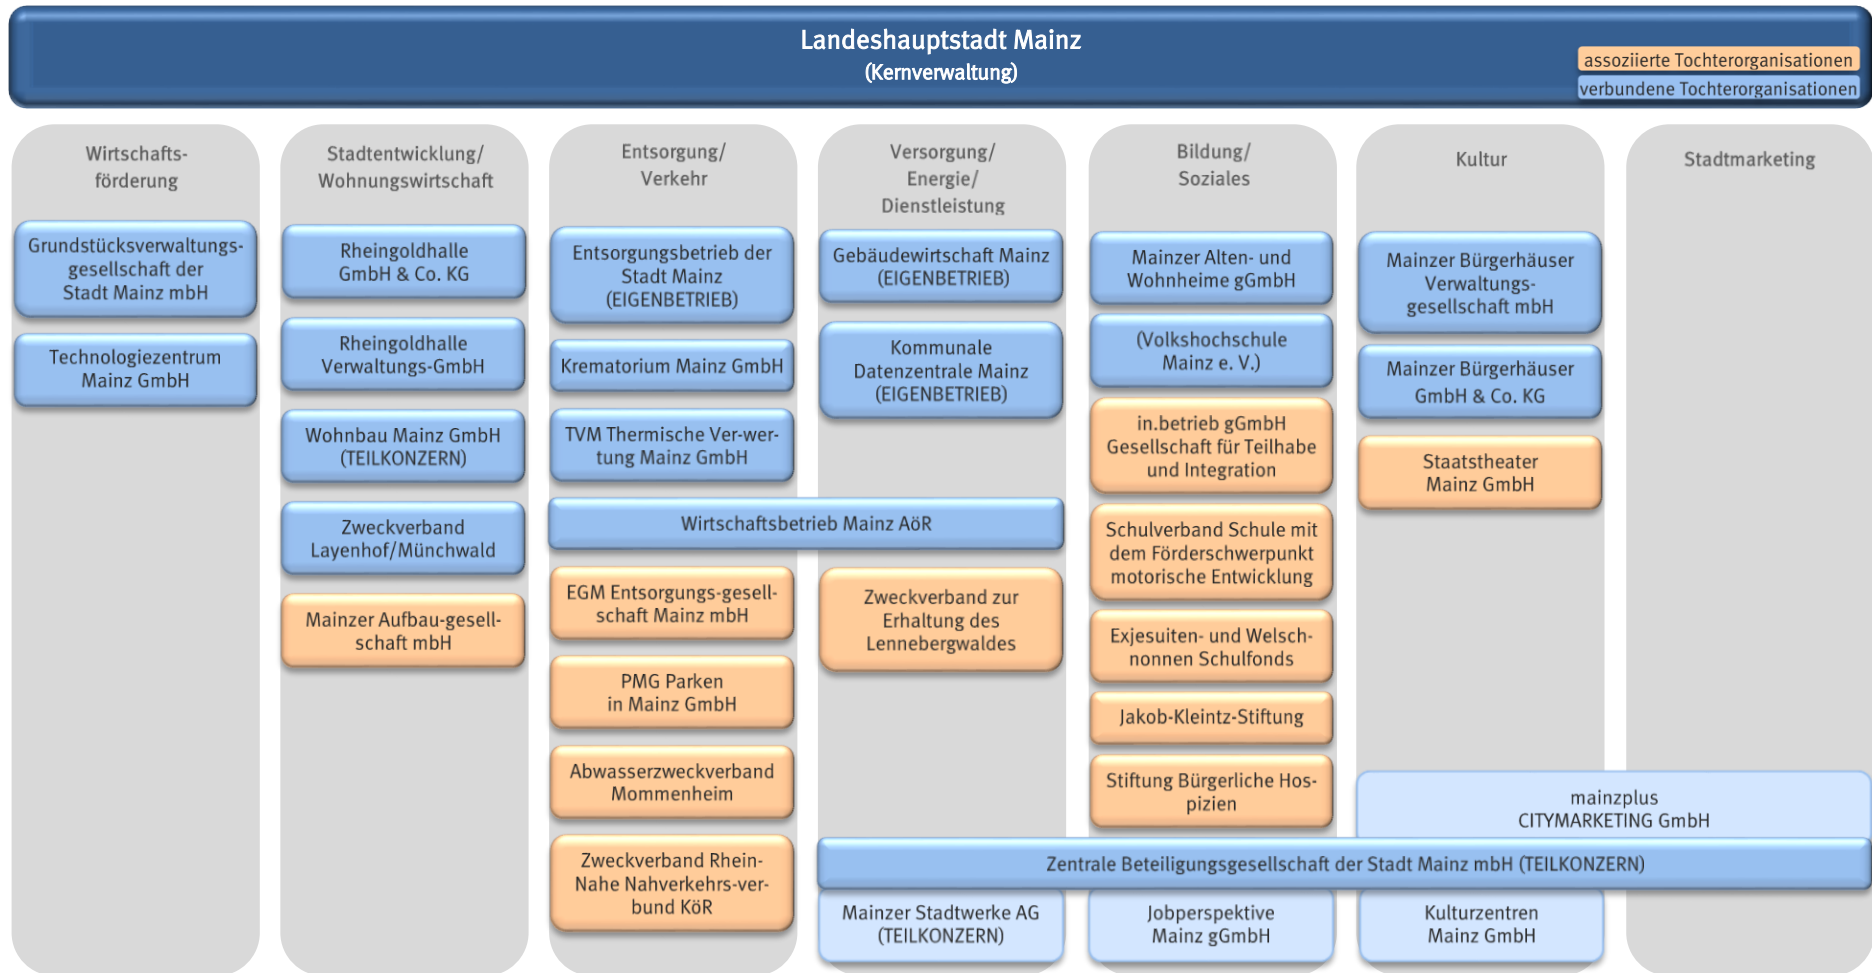 Landeshauptstadt Mainz
(Kernverwaltung)
assoziierte Tochterorganisationen
verbundene Tochterorganisationen
Wirtschafts-
förderung
Grundstücksverwaltungs-
gesellschaft der
Stadt Mainz mbH
Technologiezentrum
Mainz GmbH
Stadtentwicklung/
Wohnungswirtschaft
Rheingoldhalle
GmbH & Co. KG
Rheingoldhalle
Verwaltungs-GmbH
Wohnbau Mainz GmbH
(TEILKONZERN)
Zweckverband
Layenhof/Münchwald
Mainzer Aufbau-gesell-
schaft mbH
Entsorgung/
Verkehr
Entsorgungsbetrieb der
Stadt Mainz
(EIGENBETRIEB)
Krematorium Mainz GmbH
TVM Thermische Ver-wer-
tung Mainz GmbH
Wirtschaftsbetrieb Mainz AöR
EGM Entsorgungs-gesell-
schaft Mainz mbH
PMG Parken
in Mainz GmbH
Abwasserzweckverband
Mommenheim
Zweckverband Rhein-
Nahe Nahverkehrs-ver-
bund KöR
Versorgung/
Energie/
Dienstleistung
Gebäudewirtschaft Mainz
(EIGENBETRIEB)
Kommunale
Datenzentrale Mainz
(EIGENBETRIEB)
Zweckverband zur
Erhaltung des
Lennebergwaldes
Bildung/
Soziales
Mainzer Alten- und
Wohnheime gGmbH
(Volkshochschule
Mainz e. V.)
in.betrieb gGmbH
Gesellschaft für Teilhabe
und Integration
Schulverband Schule mit
dem Förderschwerpunkt
motorische Entwicklung
Exjesuiten- und Welsch-
nonnen Schulfonds
Jakob-Kleintz-Stiftung
Stiftung Bürgerliche Hos-
pizien
Kultur
Mainzer Bürgerhäuser
Verwaltungs-
gesellschaft mbH
Mainzer Bürgerhäuser
GmbH & Co. KG
Staatstheater
Mainz GmbH
Stadtmarketing
mainzplus
CITYMARKETING GmbH
Zentrale Beteiligungsgesellschaft der Stadt Mainz mbH (TEILKONZERN)
Mainzer Stadtwerke AG
(TEILKONZERN)
Jobperspektive
Mainz gGmbH
Kulturzentren
Mainz GmbH